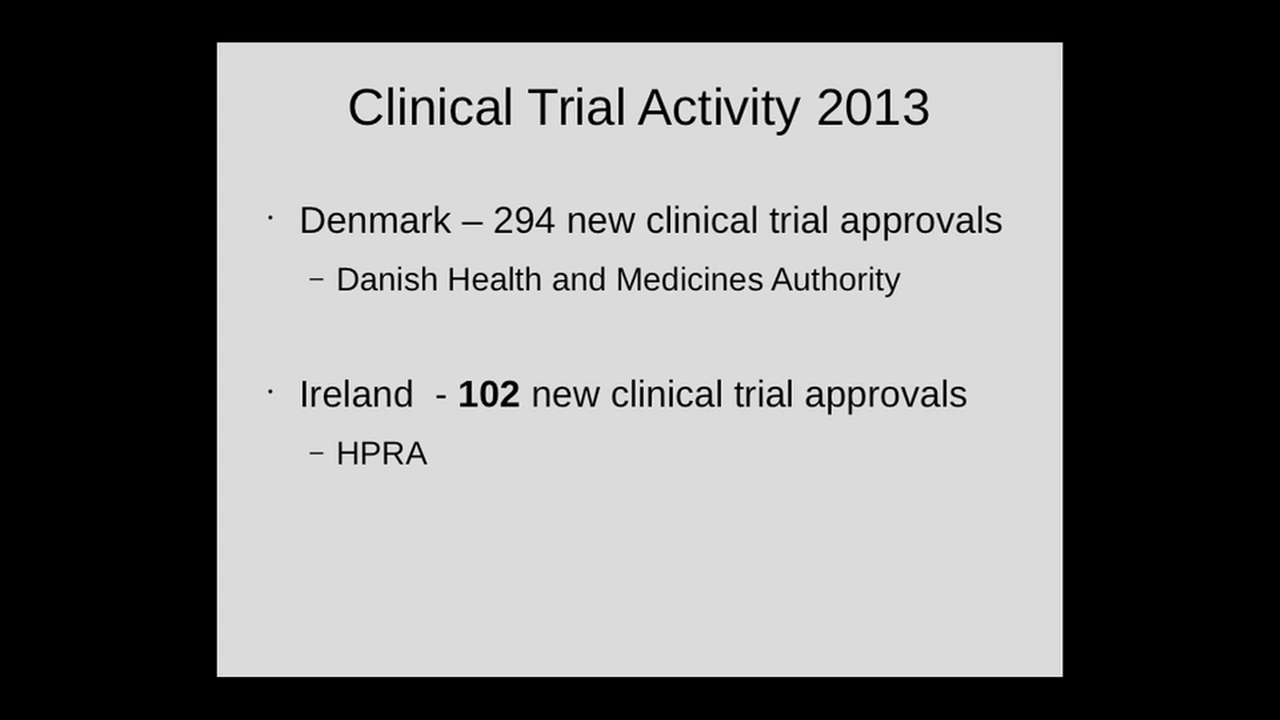 Clinical Trial Activity 2013
· Denmark – 294 new clinical trial approvals
– Danish Health and Medicines Authority
· Ireland  - 102 new clinical trial approvals
– HPRA